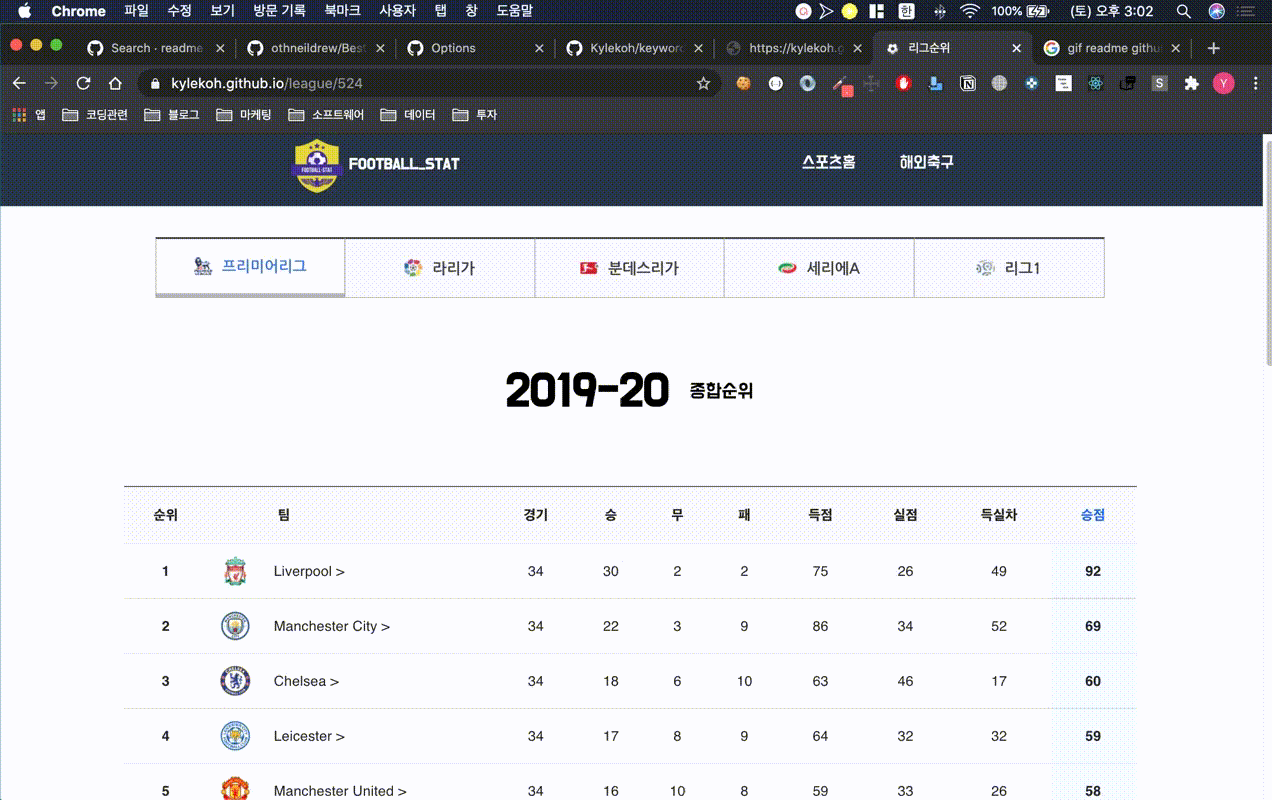 Chrome 파일 수정 보기 방문 기록 북마크 사용자 탭 창 도움말 한 100% (토) 오후 3:02
Search · readme othneildrew/Best Options Kylekoh/keywor https://kylekoh.g 리그순위 gif readme githu
kylekoh.github.io/league/524 S Y
앱 코딩관련 블로그 마케팅 소프트웨어 데이터 투자
FOOTBALL-STAT FOOTBALL_STAT 스포츠홈 해외축구
프리미어리그 라리가 분데스리가 세리에A 리그1
2019-20 종합순위
순위 팀 경기 승 무 패 득점 실점 득실차 승점
1 Liverpool > 34 30 2 2 75 26 49 92
2 Manchester City > 34 22 3 9 86 34 52 69
3 Chelsea > 34 18 6 10 63 46 17 60
4 Leicester > 34 17 8 9 64 32 32 59
5 Manchester United > 34 16 10 8 59 33 26 58